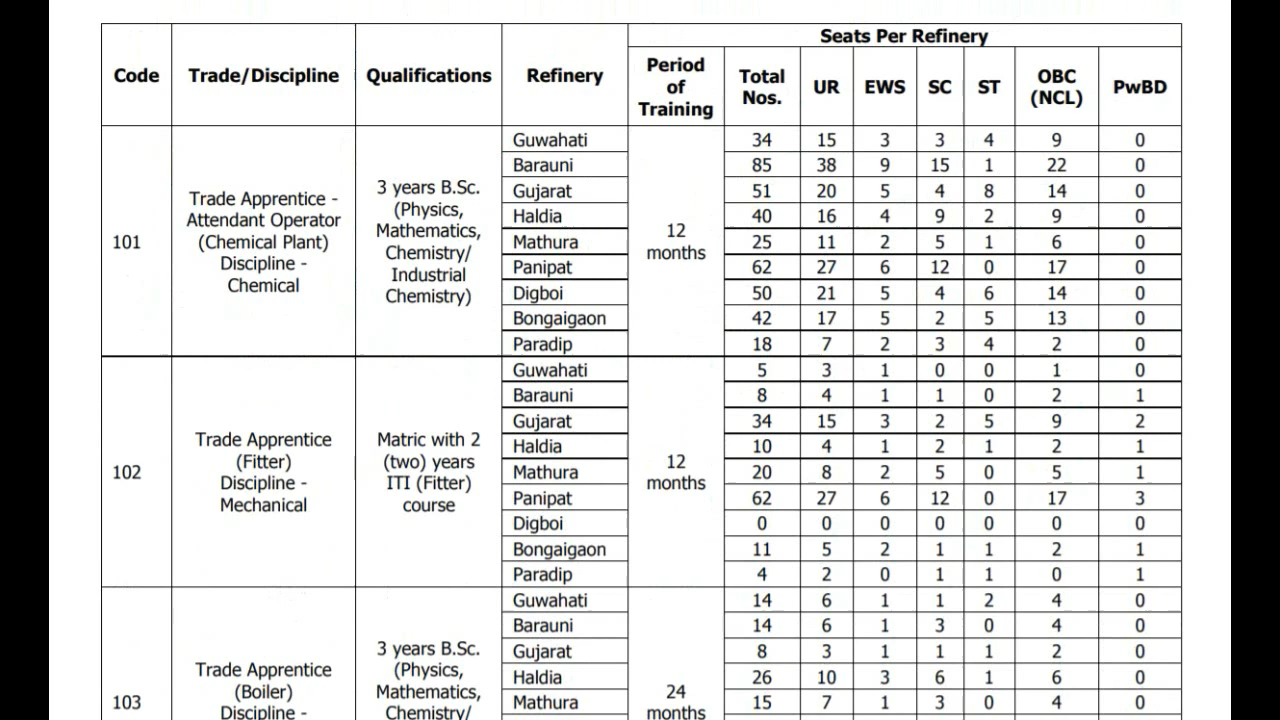 Seats Per Refinery
Code Trade/Discipline Qualifications Refinery Period of Training Total Nos. UR EWS SC ST OBC (NCL) PwBD
101
Trade Apprentice -
Attendant Operator
(Chemical Plant)
Discipline -
Chemical
3 years B.Sc.
(Physics,
Mathematics,
Chemistry/
Industrial
Chemistry)
12
months
Guwahati 34 15 3 3 4 9 0
Barauni 85 38 9 15 1 22 0
Gujarat 51 20 5 4 8 14 0
Haldia 40 16 4 9 2 9 0
Mathura 25 11 2 5 1 6 0
Panipat 62 27 6 12 0 17 0
Digboi 50 21 5 4 6 14 0
Bongaigaon 42 17 5 2 5 13 0
Paradip 18 7 2 3 4 2 0
102
Trade Apprentice
(Fitter)
Discipline -
Mechanical
Matric with 2
(two) years
ITI (Fitter)
course
12
months
Guwahati 5 3 1 0 0 1 0
Barauni 8 4 1 1 0 2 1
Gujarat 34 15 3 2 5 9 2
Haldia 10 4 1 2 1 2 1
Mathura 20 8 2 5 0 5 1
Panipat 62 27 6 12 0 17 3
Digboi 0 0 0 0 0 0 0
Bongaigaon 11 5 2 1 1 2 1
Paradip 4 2 0 1 1 0 1
103
Trade Apprentice
(Boiler)
Discipline -
3 years B.Sc.
(Physics,
Mathematics,
Chemistry/
24
months
Guwahati 14 6 1 1 2 4 0
Barauni 14 6 1 3 0 4 0
Gujarat 8 3 1 1 1 2 0
Haldia 26 10 3 6 1 6 0
Mathura 15 7 1 3 0 4 0